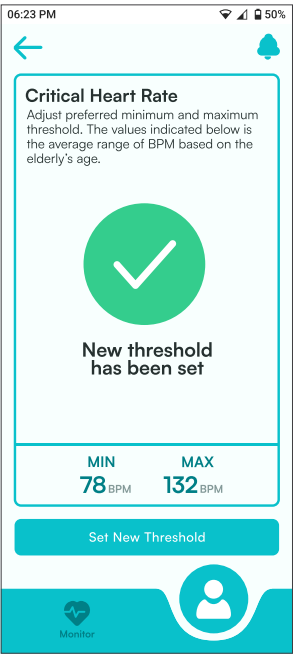 06:23 PM 50%
Critical Heart Rate
Adjust preferred minimum and maximum
threshold. The values indicated below is
the average range of BPM based on the
elderly’s age.
New threshold
has been set
MIN MAX
78 BPM 132 BPM
Set New Threshold
Monitor